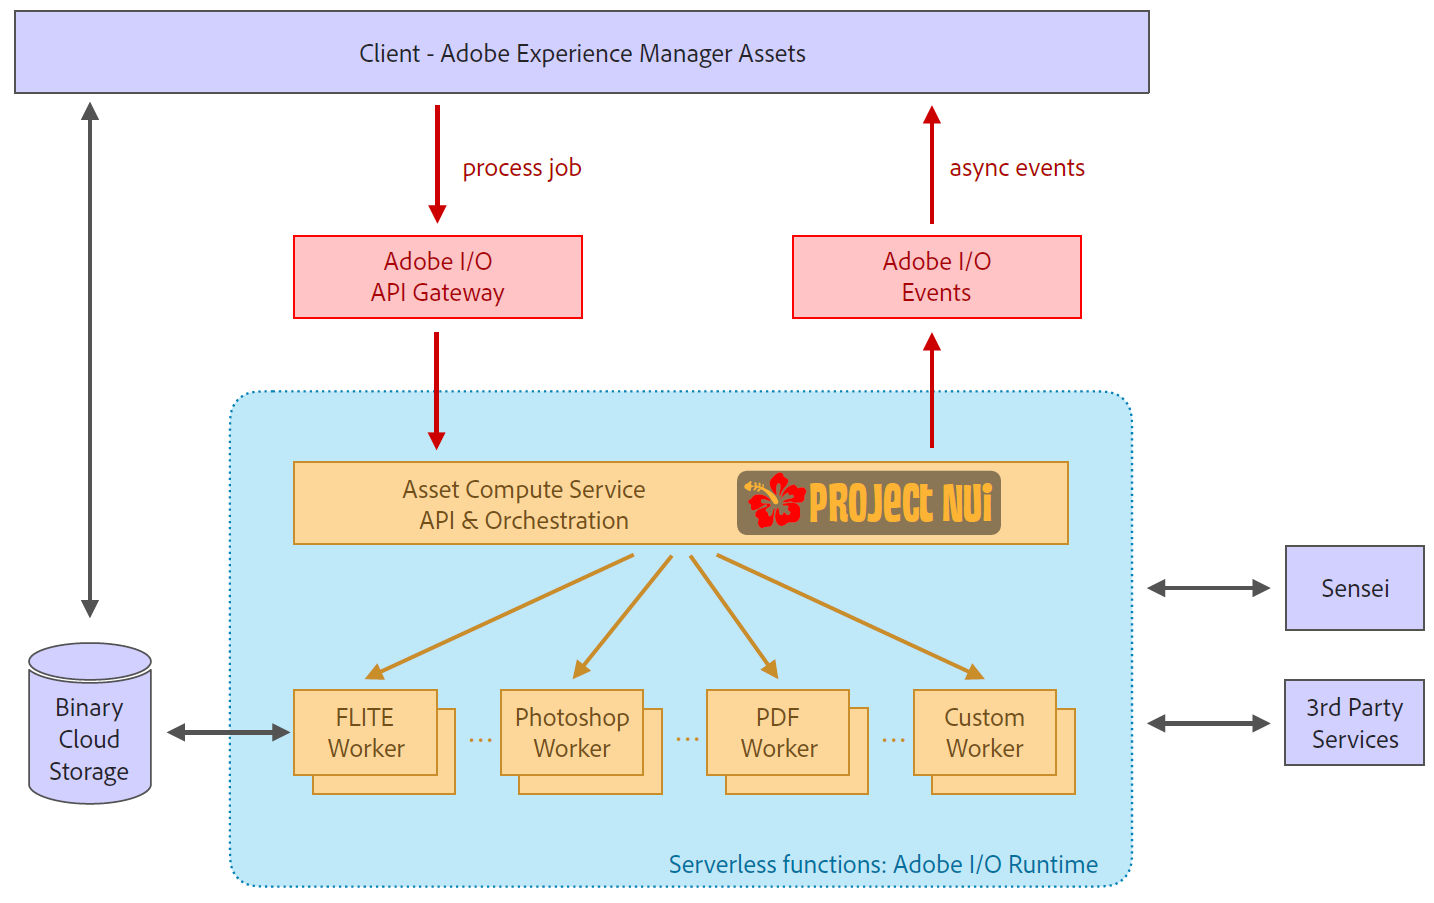 Client - Adobe Experience Manager Assets
process job
async events
Adobe I/O
API Gateway
Adobe I/O
Events
Asset Compute Service
API & Orchestration
PROJECT NUi
Sensei
3rd Party
Services
Binary
Cloud
Storage
FLITE
Worker
...
Photoshop
Worker
...
PDF
Worker
...
Custom
Worker
Serverless functions: Adobe I/O Runtime